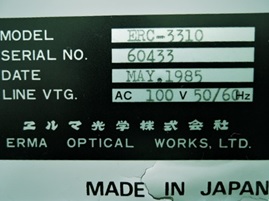 MODEL ERC-3310
SERIAL NO. 60433
DATE MAY.1985
LINE VTG. AC 100 V 50/60Hz
エルマ光学株式会社
ERMA OPTICAL WORKS, LTD.
MADE IN JAPAN